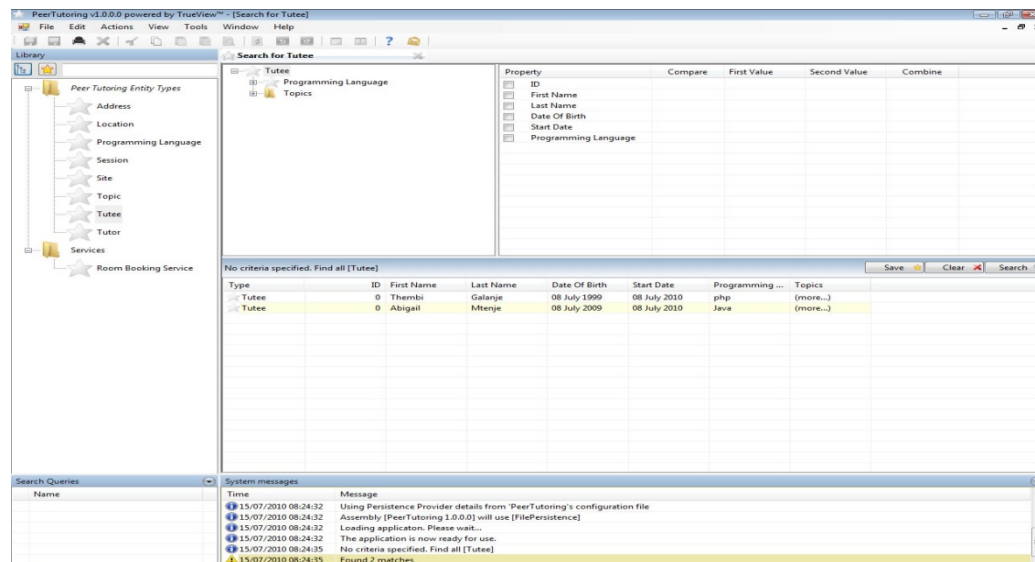 PeerTutoring v1.0.0.0 powered by TrueView™ - [Search for Tutee]
File Edit Actions View Tools Window Help
Library
Peer Tutoring Entity Types
Address
Location
Programming Language
Session
Site
Topic
Tutee
Tutor
Services
Room Booking Service
Search for Tutee
Tutee
Programming Language
Topics
Property Compare First Value Second Value Combine
ID
First Name
Last Name
Date Of Birth
Start Date
Programming Language
No criteria specified. Find all [Tutee] Save Clear Search
Type ID First Name Last Name Date Of Birth Start Date Programming ... Topics
Tutee 0 Thembi Galanje 08 July 1999 08 July 2010 php (more...)
Tutee 0 Abigail Mtenje 08 July 2009 08 July 2010 Java (more...)
Search Queries
Name
System messages
Time Message
15/07/2010 08:24:32 Using Persistence Provider details from 'PeerTutoring's configuration file
15/07/2010 08:24:32 Assembly [PeerTutoring 1.0.0.0] will use [FilePersistence]
15/07/2010 08:24:32 Loading applicaton. Please wait...
15/07/2010 08:24:32 The application is now ready for use.
15/07/2010 08:24:35 No criteria specified. Find all [Tutee]
15/07/2010 08:24:35 Found 2 matches